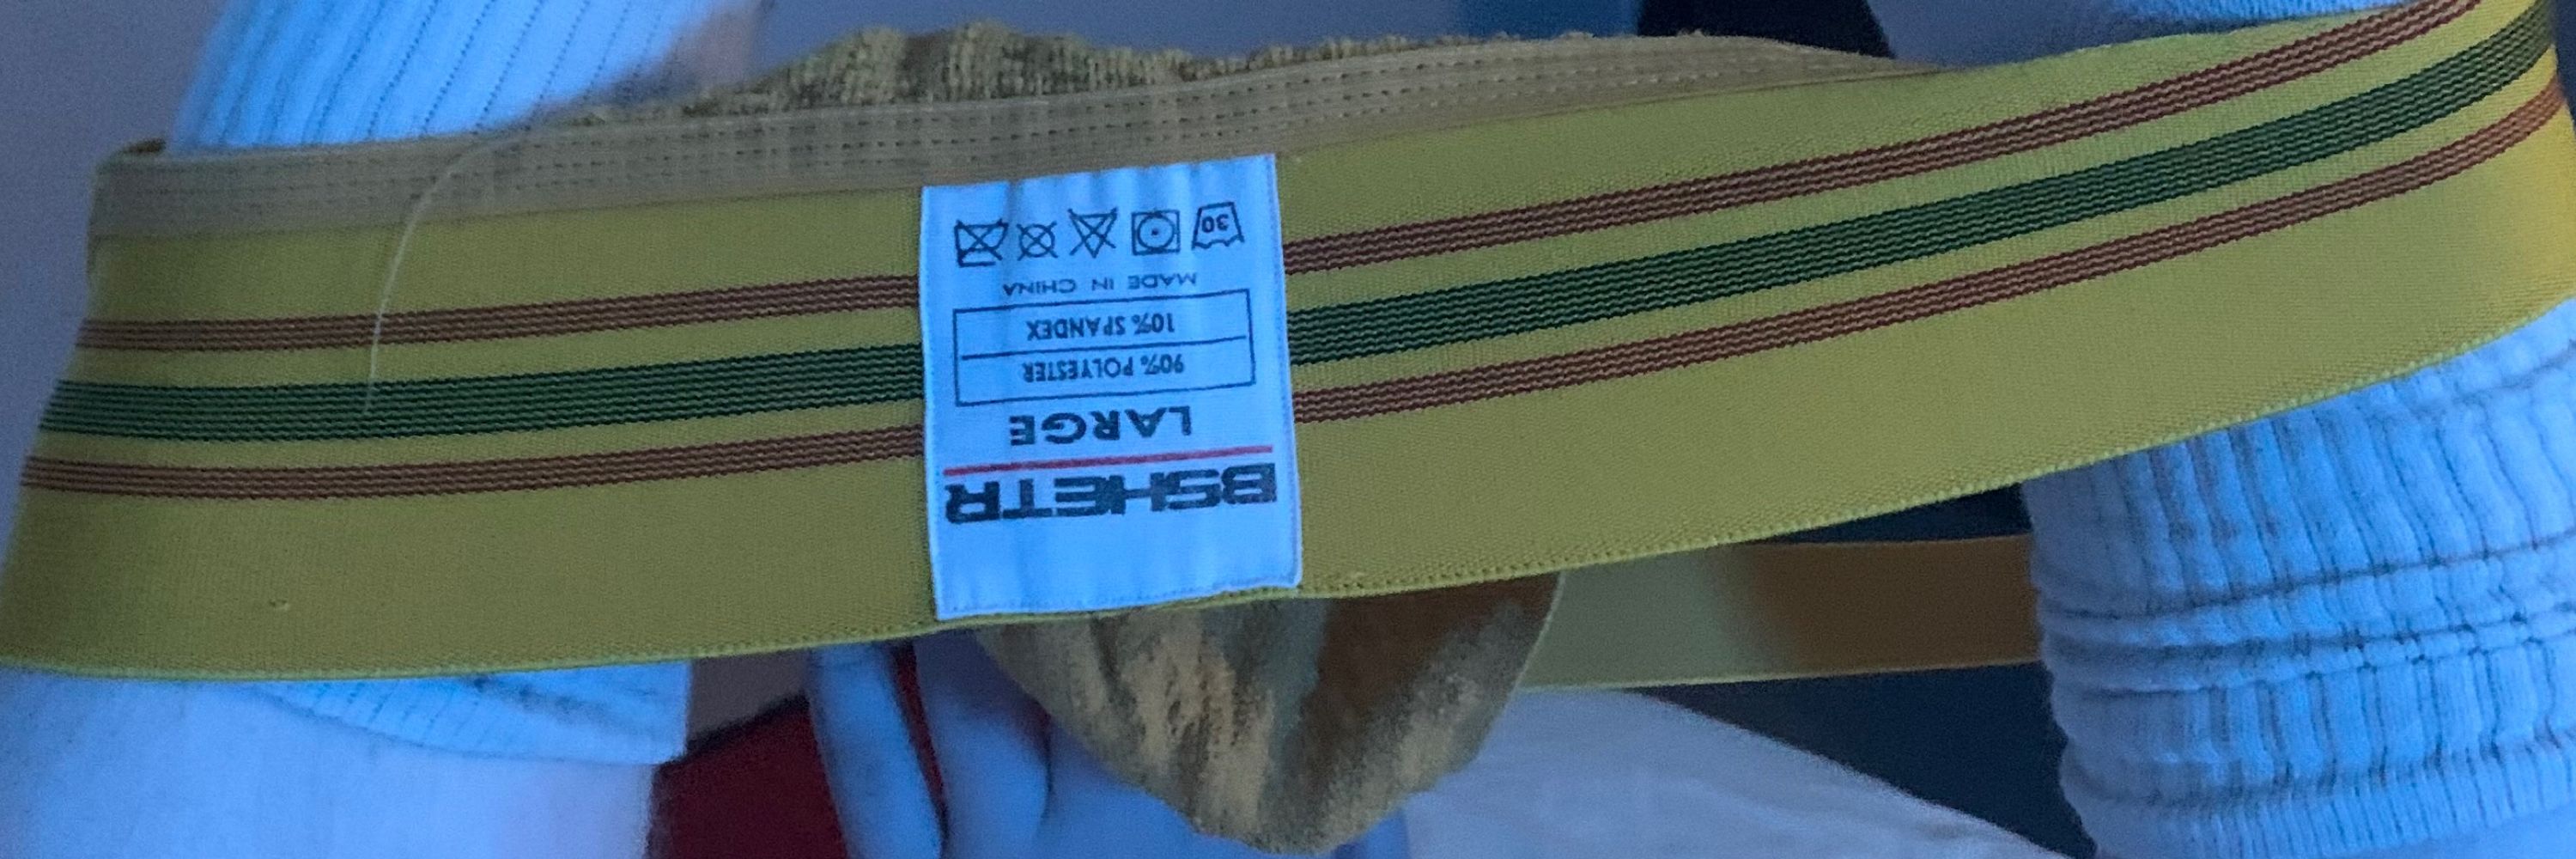 BSHETR
LARGE
90% POLYESTER
10% SPANDEX
MADE IN CHINA
30